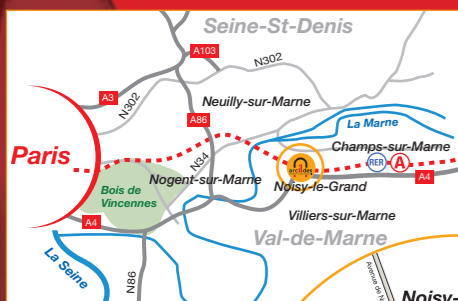 Seine-St-Denis
A103
N302
A3
N302
Neuilly-sur-Marne
A86
La Marne
Champs-sur-Marne
Paris
N34
RER
A
A4
Bois de
Vincennes
Nogent-sur-Marne
Noisy-le-Grand
A4
Villiers-sur-Marne
Val-de-Marne
La Seine
N86
Avenue de N
Noisy-